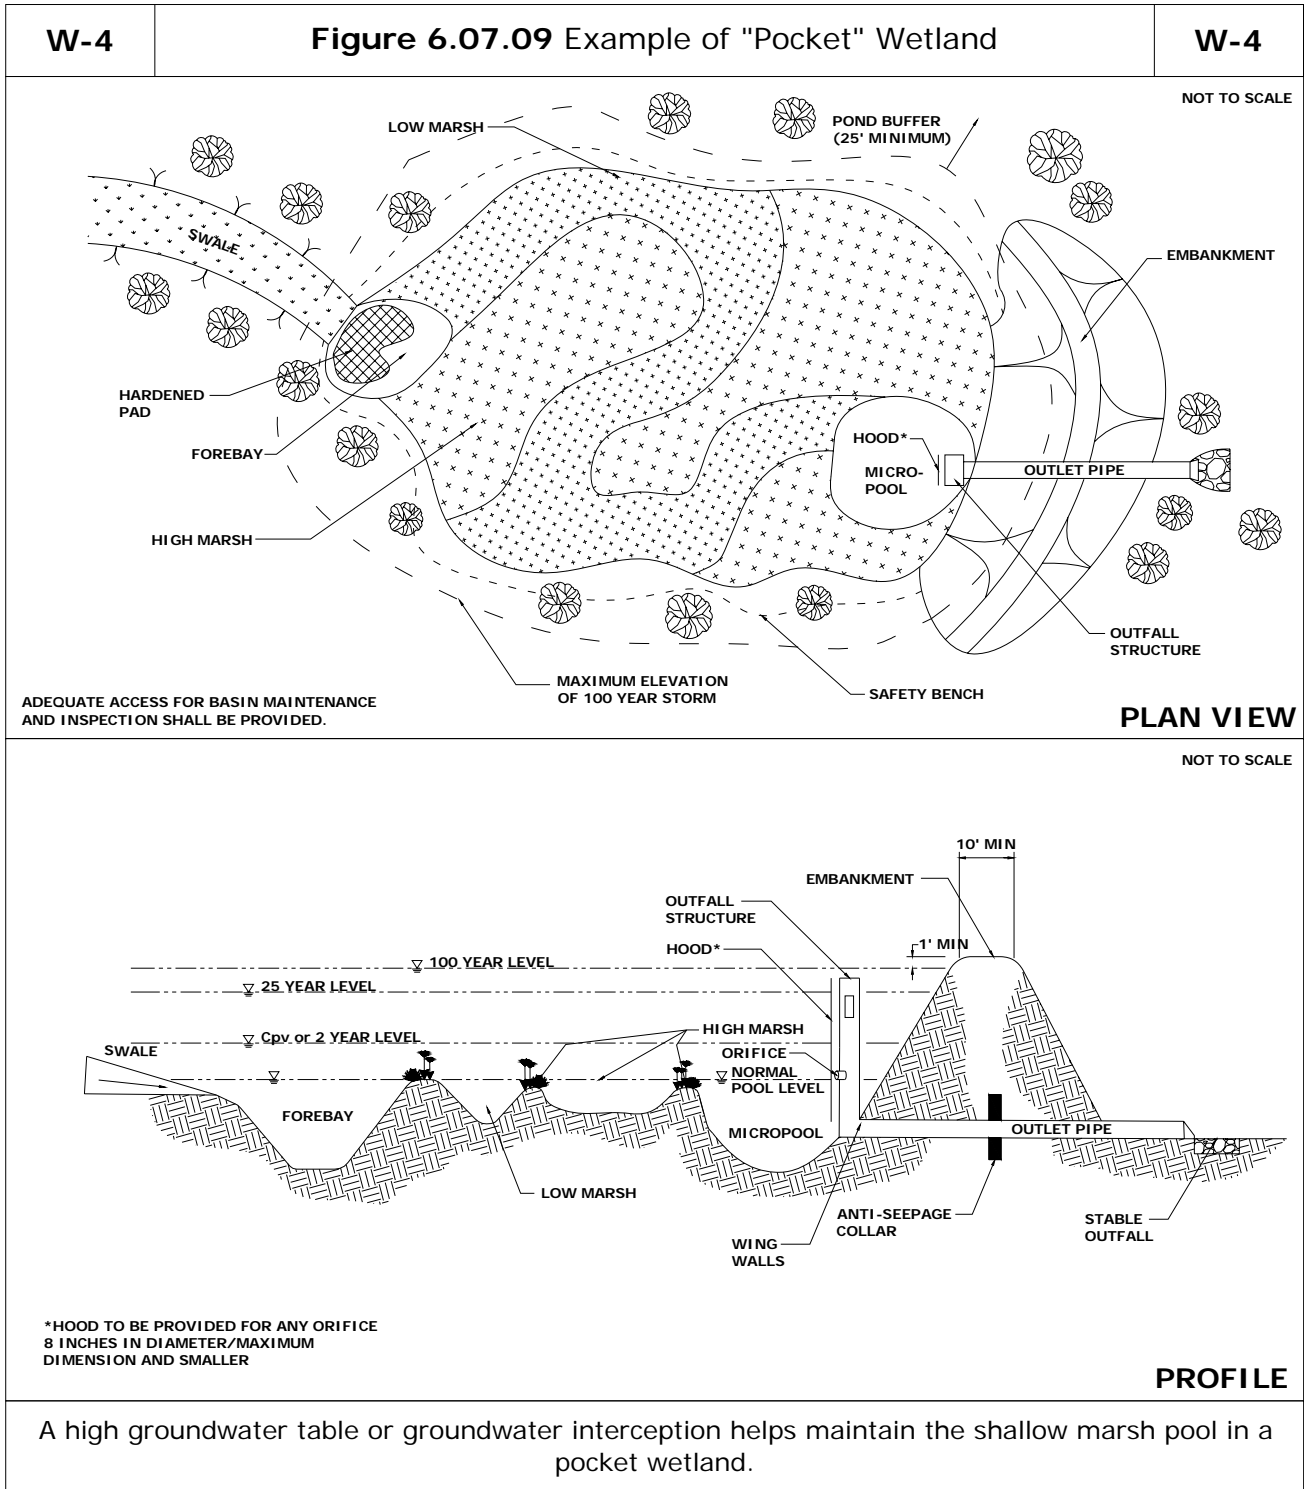 W-4
Figure 6.07.09 Example of "Pocket" Wetland
W-4
NOT TO SCALE
LOW MARSH
POND BUFFER
(25' MINIMUM)
SWALE
EMBANKMENT
HARDENED
PAD
FOREBAY
HOOD*
MICRO-
POOL
OUTLET PIPE
HIGH MARSH
OUTFALL
STRUCTURE
MAXIMUM ELEVATION
OF 100 YEAR STORM
SAFETY BENCH
ADEQUATE ACCESS FOR BASIN MAINTENANCE
AND INSPECTION SHALL BE PROVIDED.
PLAN VIEW
NOT TO SCALE
10' MIN
EMBANKMENT
OUTFALL
STRUCTURE
HOOD*
1' MIN
100 YEAR LEVEL
25 YEAR LEVEL
Cpv or 2 YEAR LEVEL
HIGH MARSH
SWALE
ORIFICE
NORMAL
POOL LEVEL
FOREBAY
MICROPOOL
OUTLET PIPE
LOW MARSH
ANTI-SEEPAGE
COLLAR
STABLE
OUTFALL
WING
WALLS
*HOOD TO BE PROVIDED FOR ANY ORIFICE
8 INCHES IN DIAMETER/MAXIMUM
DIMENSION AND SMALLER
PROFILE
A high groundwater table or groundwater interception helps maintain the shallow marsh pool in a
pocket wetland.